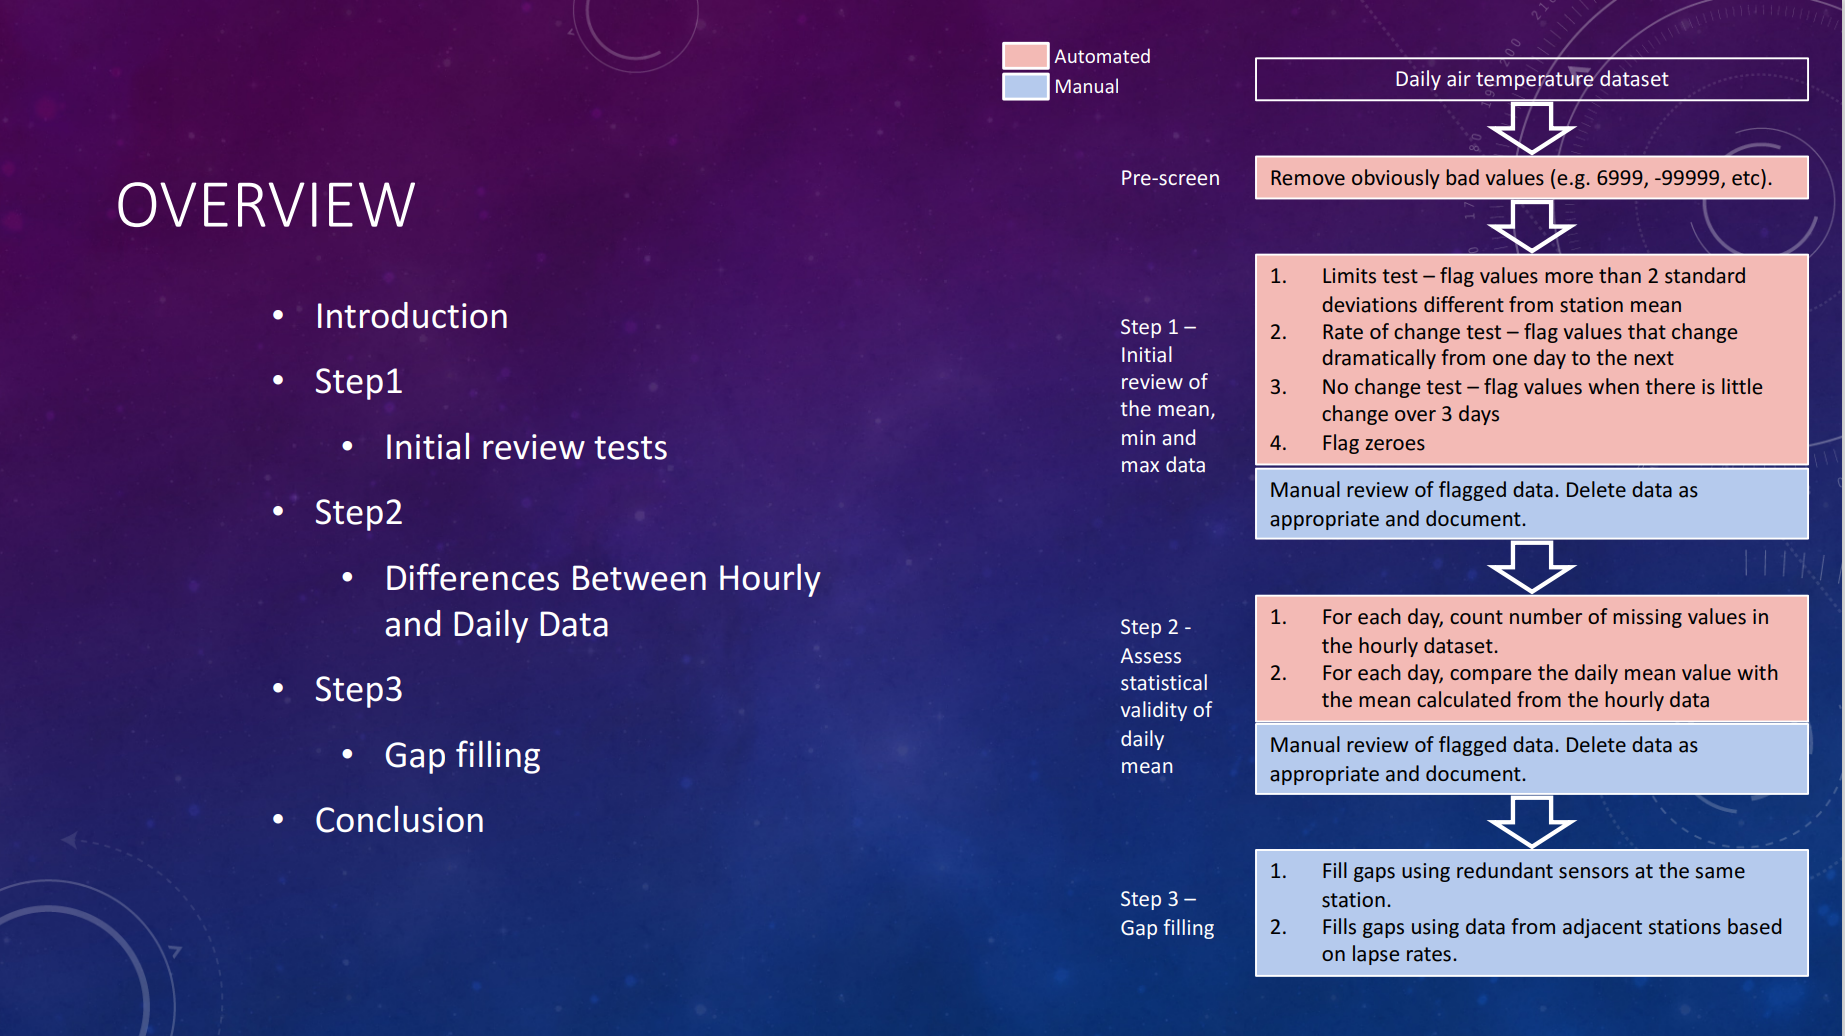 OVERVIEW
• Introduction
• Step1
• Initial review tests
• Step2
• Differences Between Hourly
and Daily Data
• Step3
• Gap filling
• Conclusion
Automated
Manual
Daily air temperature dataset
Pre-screen
Remove obviously bad values (e.g. 6999, -99999, etc).
Step 1 –
Initial
review of
the mean,
min and
max data
1. Limits test – flag values more than 2 standard
deviations different from station mean
2. Rate of change test – flag values that change
dramatically from one day to the next
3. No change test – flag values when there is little
change over 3 days
4. Flag zeroes
Manual review of flagged data. Delete data as
appropriate and document.
Step 2 -
Assess
statistical
validity of
daily
mean
1. For each day, count number of missing values in
the hourly dataset.
2. For each day, compare the daily mean value with
the mean calculated from the hourly data
Manual review of flagged data. Delete data as
appropriate and document.
Step 3 –
Gap filling
1. Fill gaps using redundant sensors at the same
station.
2. Fills gaps using data from adjacent stations based
on lapse rates.